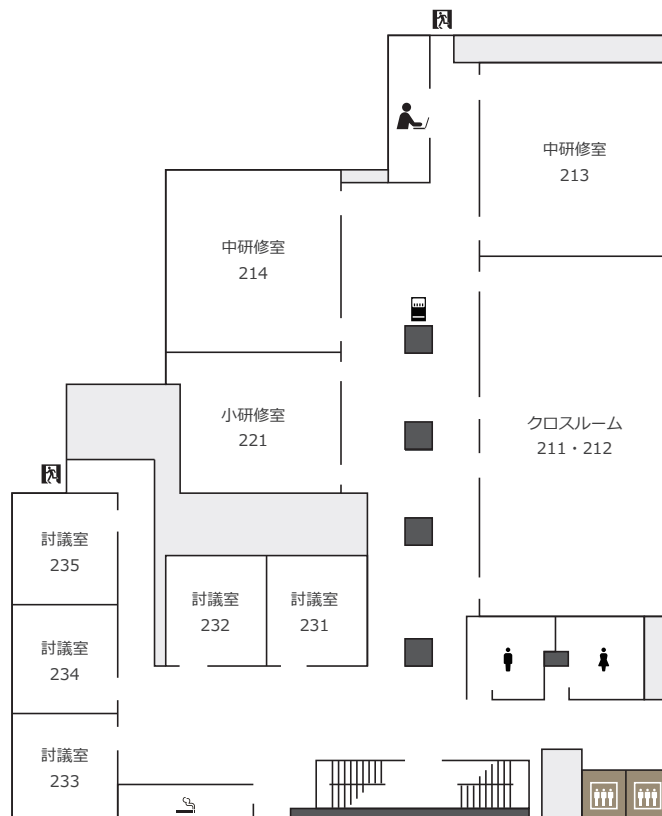 中研修室
213
中研修室
214
小研修室
221
クロスルーム
211・212
討議室
235
討議室
232
討議室
231
討議室
234
討議室
233